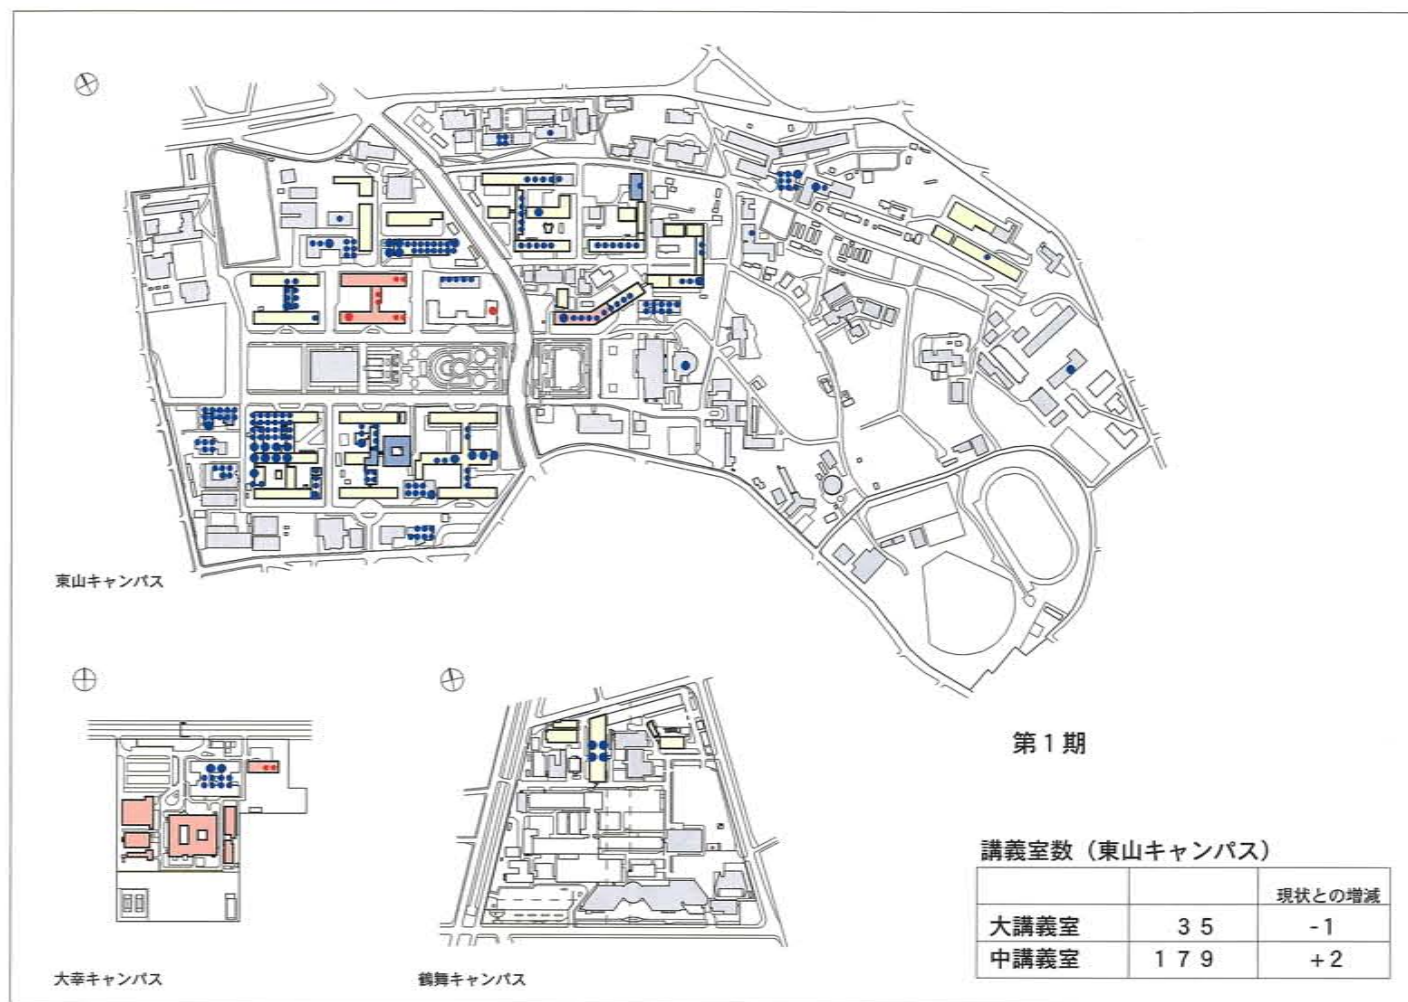 東山キャンパス
第1期
大幸キャンパス
鶴舞キャンパス
講義室数（東山キャンパス）
現状との増減
大講義室 35 -1
中講義室 179 +2